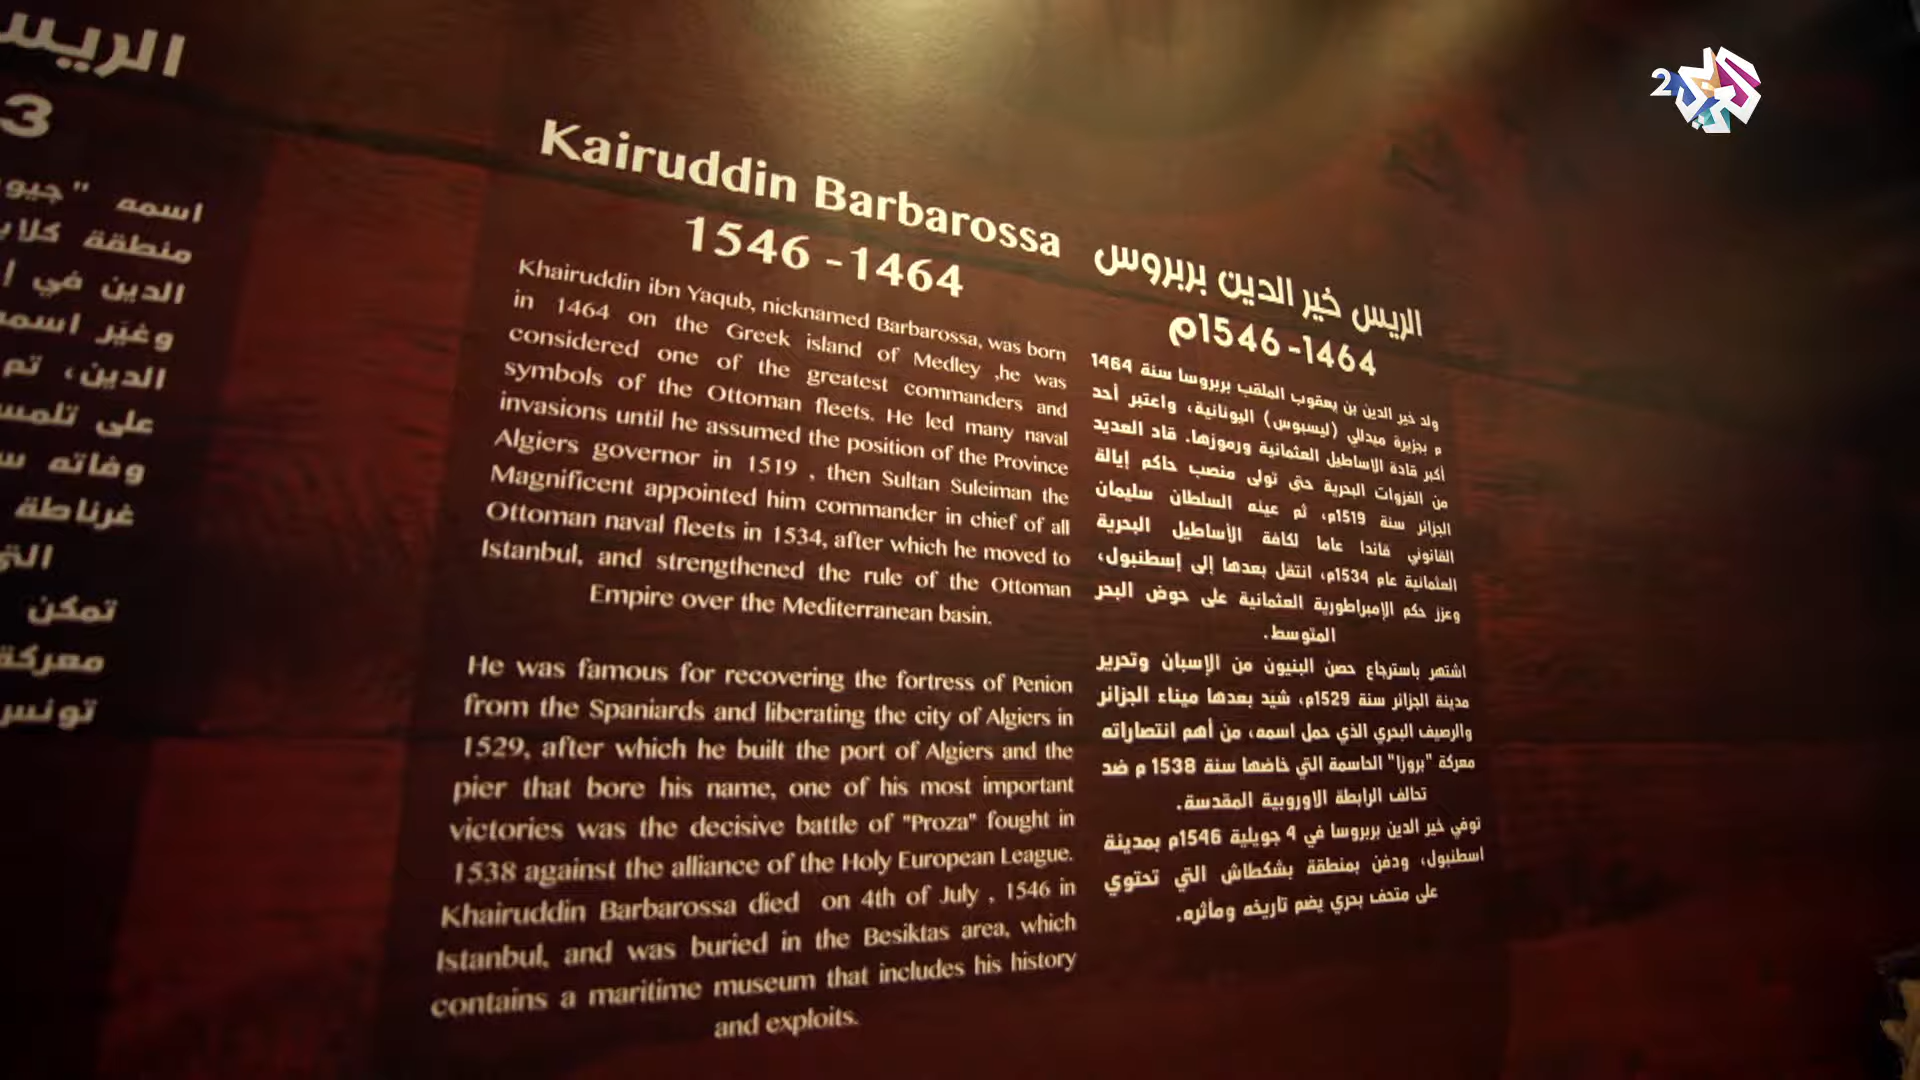 Kairuddin Barbarossa
1546 -1464
Khairuddin ibn Yaqub, nicknamed Barbarossa, was born
in 1464 on the Greek island of Medley ,he was
considered one of the greatest commanders and
symbols of the Ottoman fleets. He led many naval
invasions until he assumed the position of the Province
Algiers governor in 1519 , then Sultan Suleiman the
Magnificent appointed him commander in chief of all
Ottoman naval fleets in 1534, after which he moved to
Istanbul, and strengthened the rule of the Ottoman
Empire over the Mediterranean basin.
He was famous for recovering the fortress of Penion
from the Spaniards and liberating the city of Algiers in
1529, after which he built the port of Algiers and the
pier that bore his name, one of his most important
victories was the decisive battle of "Proza" fought in
1538 against the alliance of the Holy European League.
Khairuddin Barbarossa died on 4th of July , 1546 in
Istanbul, and was buried in the Besiktas area, which
contains a maritime museum that includes his history
and exploits.
الريس خير الدين بربروس
1464- 1546م
ولد خير الدين بن يعقوب الملقب بربروسا سنة 1464
م بجزيرة ميدللي (ليسبوس) اليونانية، واعتبر أحد
أكبر قادة الاساطيل العثمانية ورموزها. قاد العديد
من الغزوات البحرية حتى تولى منصب حاكم إيالة
الجزائر سنة 1519م، ثم عينه السلطان سليمان
القانوني قائدا عاما لكافة الأساطيل البحرية
العثمانية عام 1534م، انتقل بعدها إلى إسطنبول،
وعزز حكم الإمبراطورية العثمانية على حوض البحر
المتوسط.
اشتهر باسترجاع حصن البنيون من الإسبان وتحرير
مدينة الجزائر سنة 1529م، شيّد بعدها ميناء الجزائر
والرصيف البحري الذي حمل اسمه، من أهم انتصاراته
معركة "بروزا" الحاسمة التي خاضها سنة 1538 م ضد
تحالف الرابطة الاوروبية المقدسة.
توفي خير الدين بربروسا في 4 جويلية 1546م بمدينة
اسطنبول، ودفن بمنطقة بشكطاش التي تحتوي
على متحف بحري يضم تاريخه ومآثره.
الريس
3
اسمه "جيو
منطقة كلاب
الدين في
وغيّر اسمه
الدين، تم
على تلمس
وفاته س
غرناطة
التي
تمكن
معركة
تونس
العربي 2